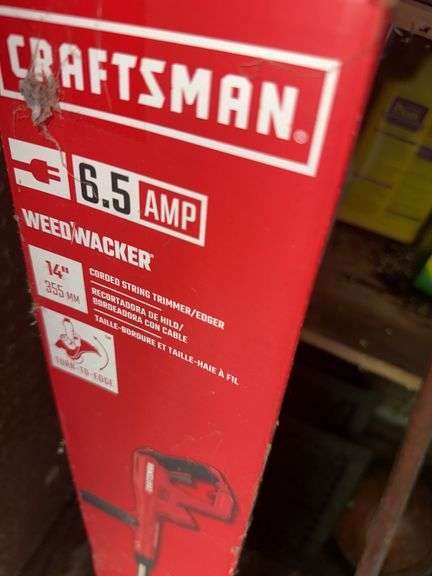 CRAFTSMAN®
6.5 AMP
WEEDWACKER®
14"
355 MM
CORDED STRING TRIMMER/EDGER
RECORTADORA DE HILO/
BORDEADORA CON CABLE
TAILLE-BORDURE ET TAILLE-HAIE À FIL
TURN-TO-EDGE